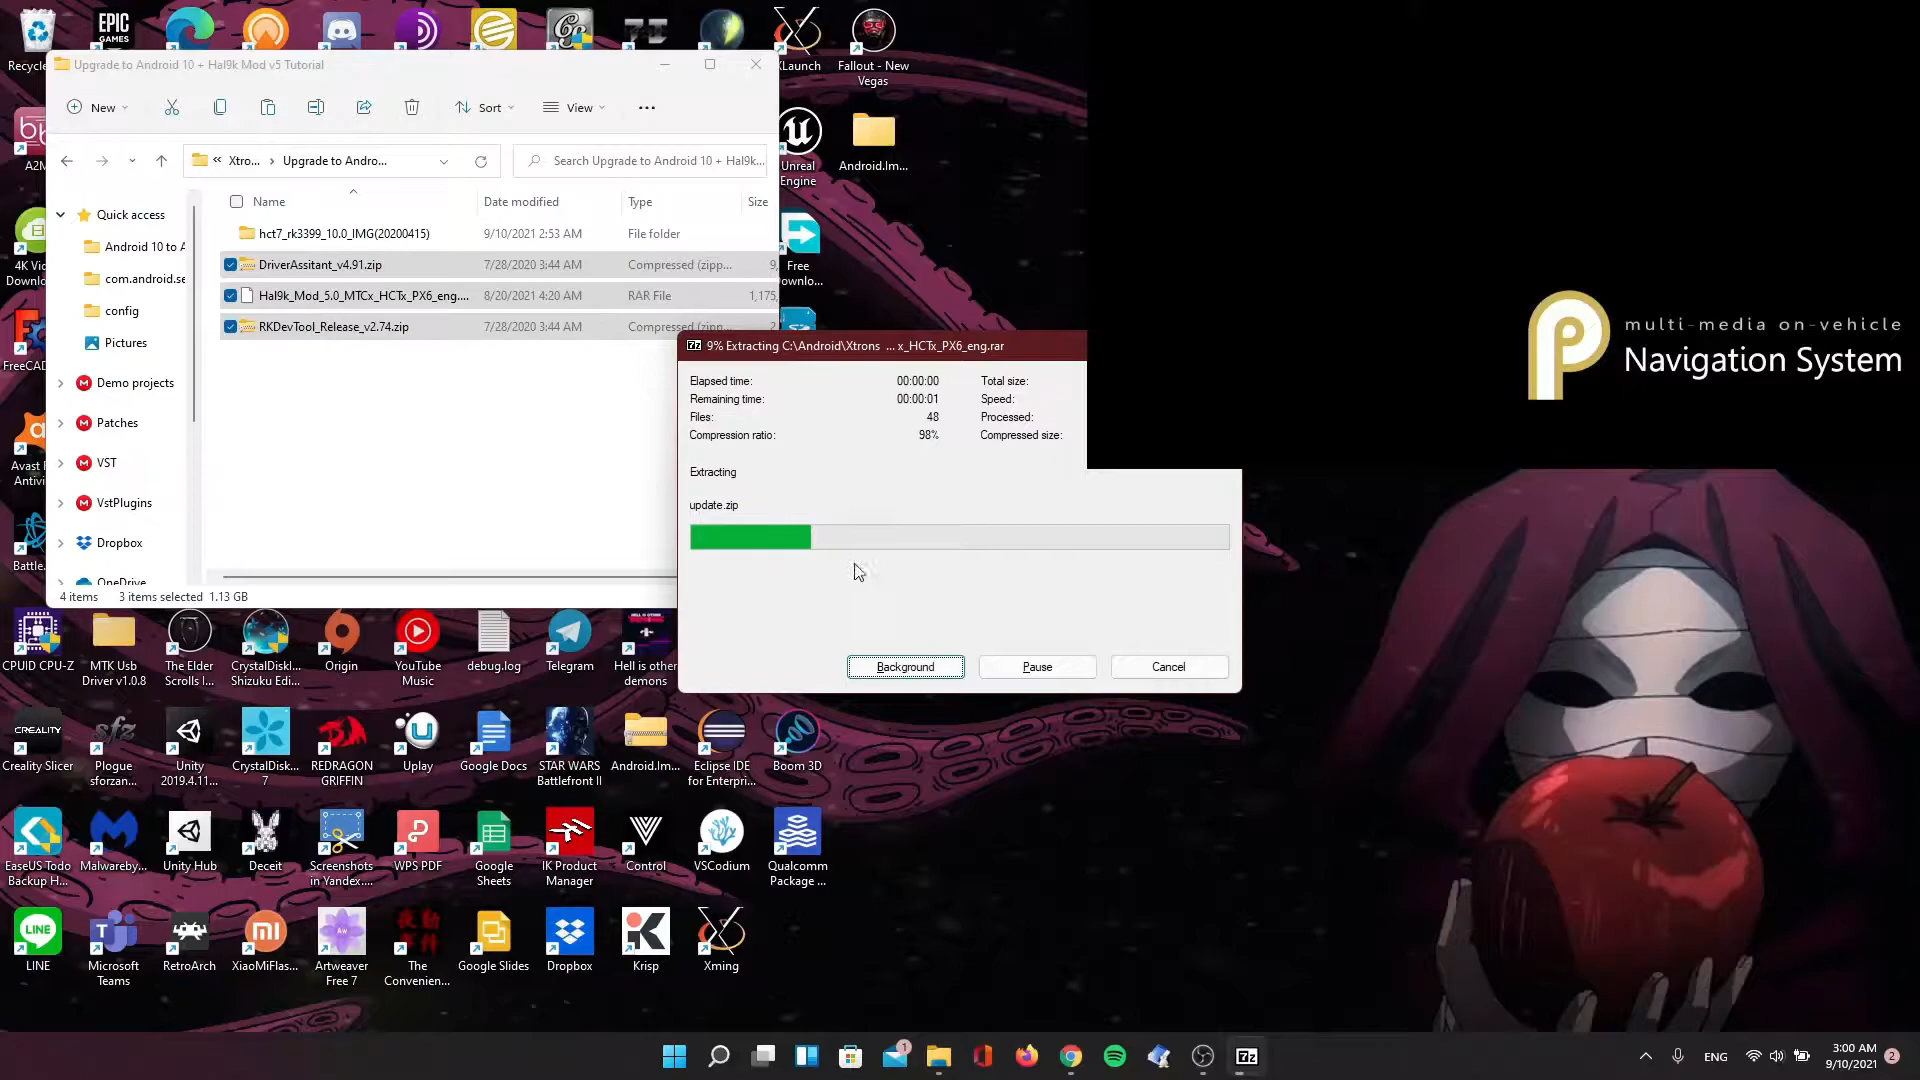 EPIC
GAMES
Recycle
XLaunch
Fallout - New
Vegas
Upgrade to Android 10 + Hal9k Mod v5 Tutorial
New
Sort
View
Xtro...
Upgrade to Andro...
Search Upgrade to Android 10 + Hal9k...
Name
Date modified
Type
Size
Quick access
Android 10 to A
com.android.se
config
Pictures
Demo projects
Patches
VST
VstPlugins
Dropbox
OneDrive
hct7_rk3399_10.0_IMG(20200415)
9/10/2021 2:53 AM
File folder
DriverAssitant_v4.91.zip
7/28/2020 3:44 AM
Compressed (zipp...
9,
Hal9k_Mod_5.0_MTCx_HCTx_PX6_eng....
8/20/2021 4:20 AM
RAR File
1,175,
RKDevTool_Release_v2.74.zip
7/28/2020 3:44 AM
Compressed (zipp...
2
4 items
3 items selected 1.13 GB
A2M
Unreal
Engine
Android.Im...
4K Vid
Downlo...
Free
Downlo...
FreeCAD
Avast F
Antivi
Battle.
7z 9% Extracting C:\Android\Xtrons ... x_HCTx_PX6_eng.rar
Elapsed time:
00:00:00
Total size:
Remaining time:
00:00:01
Speed:
Files:
48
Processed:
Compression ratio:
98%
Compressed size:
Extracting
update.zip
Background
Pause
Cancel
multi-media on-vehicle
Navigation System
CPUID CPU-Z
MTK Usb
Driver v1.0.8
The Elder
Scrolls I...
CrystalDiskI...
Shizuku Edi...
Origin
YouTube
Music
debug.log
Telegram
Hell is other
demons
CREALITY
Creality Slicer
sfz
Plogue
sforzan...
Unity
2019.4.11...
CrystalDisk...
7
REDRAGON
GRIFFIN
Uplay
Google Docs
STAR WARS
Battlefront II
Android.Im...
Eclipse IDE
for Enterpri...
Boom 3D
EaseUS Todo
Backup H...
Malwareby...
Unity Hub
Deceit
Screenshots
in Yandex....
WPS PDF
Google
Sheets
IK Product
Manager
Control
VSCodium
Qualcomm
Package ...
LINE
LINE
Microsoft
Teams
RetroArch
XiaoMiFlas...
Aw
Artweaver
Free 7
The
Convenien...
Google Slides
Dropbox
Krisp
Xming
1
7z
ENG
3:00 AM
9/10/2021
2